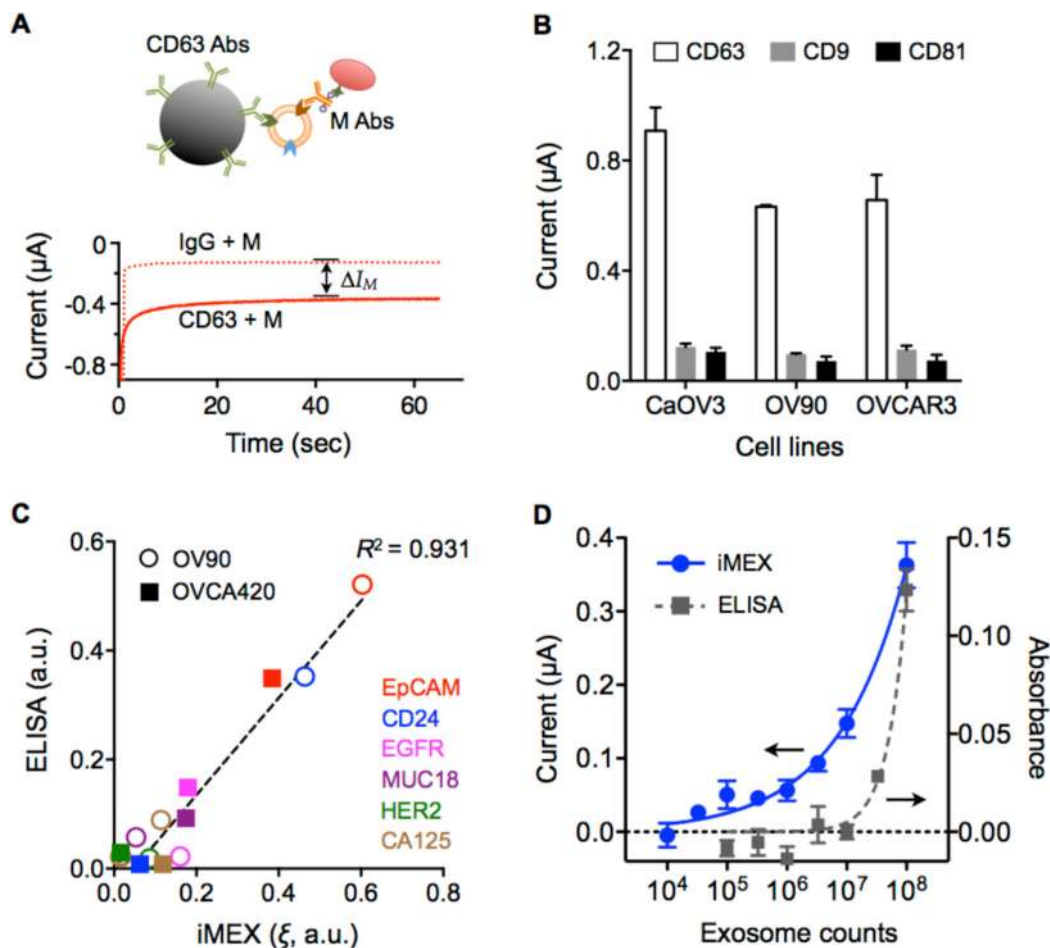 A
CD63 Abs
M Abs
Current (μA)
0
-0.4
-0.8
IgG + M
ΔI_M
CD63 + M
0
20
40
60
Time (sec)
B
CD63
CD9
CD81
Current (μA)
1.2
0.8
0.4
0.0
CaOV3
OV90
OVCAR3
Cell lines
C
ELISA (a.u.)
0.6
0.4
0.2
0.0
OV90
OVCA420
R² = 0.931
EpCAM
CD24
EGFR
MUC18
HER2
CA125
0.0
0.2
0.4
0.6
0.8
iMEX (ξ, a.u.)
D
Current (μA)
0.4
0.3
0.2
0.1
0.0
iMEX
ELISA
0.15
0.10
0.05
0.00
Absorbance
10⁴
10⁵
10⁶
10⁷
10⁸
Exosome counts